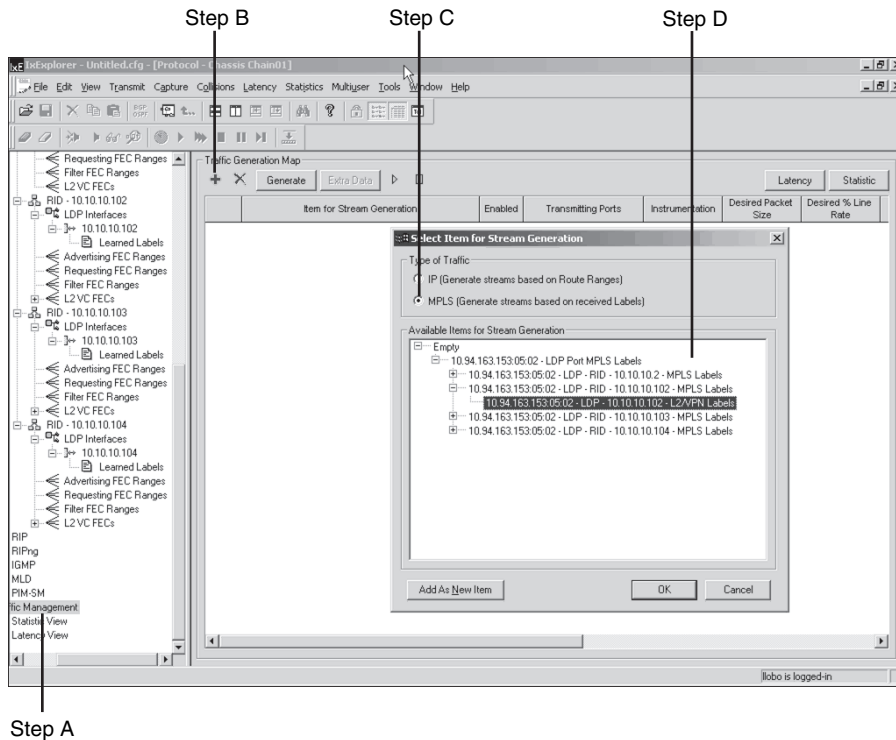 Step B
Step C
Step D
IxE IxExplorer - Untitled.cfg - [Protocol - Chassis Chain01]
File Edit View Transmit Capture Collisions Latency Statistics Multiuser Tools Window Help
BGP OSPF
Requesting FEC Ranges
Filter FEC Ranges
L2 VC FECs
RID - 10.10.10.102
LDP Interfaces
10.10.10.102
Learned Labels
Advertising FEC Ranges
Requesting FEC Ranges
Filter FEC Ranges
L2 VC FECs
RID - 10.10.10.103
LDP Interfaces
10.10.10.103
Learned Labels
Advertising FEC Ranges
Requesting FEC Ranges
Filter FEC Ranges
L2 VC FECs
RID - 10.10.10.104
LDP Interfaces
10.10.10.104
Learned Labels
Advertising FEC Ranges
Requesting FEC Ranges
Filter FEC Ranges
L2 VC FECs
RIP
RIPng
IGMP
MLD
PIM-SM
fic Management
Statistic View
Latency View
Traffic Generation Map
Generate Extra Data Latency Statistic
Item for Stream Generation Enabled Transmitting Ports Instrumentation Desired Packet Size Desired % Line Rate
Select Item for Stream Generation
Type of Traffic
IP (Generate streams based on Route Ranges)
MPLS (Generate streams based on received Labels)
Available Items for Stream Generation
Empty
10.94.163.153:05:02 - LDP Port MPLS Labels
10.94.163.153:05:02 - LDP - RID - 10.10.10.2 - MPLS Labels
10.94.163.153:05:02 - LDP - RID - 10.10.10.102 - MPLS Labels
10.94.163.153:05:02 - LDP - 10.10.10.102 - L2VPN Labels
10.94.163.153:05:02 - LDP - RID - 10.10.10.103 - MPLS Labels
10.94.163.153:05:02 - LDP - RID - 10.10.10.104 - MPLS Labels
Add As New Item OK Cancel
llobo is logged-in
Step A